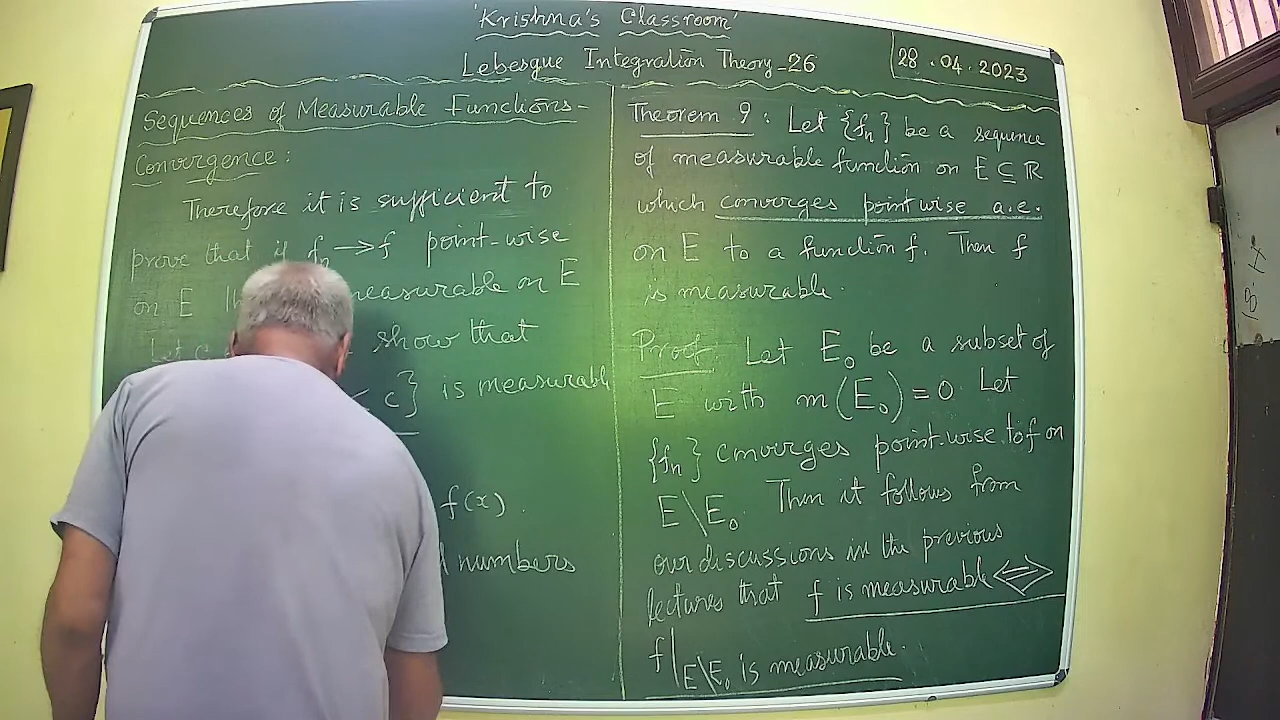 'Krishna's Classroom'
Lebesgue Integration Theory-26
28.04.2023
Sequences of Measurable Functions-
Convergence:
Therefore it is sufficient to
prove that if fn → f point-wise
on E measurable on E
Let show that
< c} is measurable
f(x).
numbers
Theorem 9: Let {fn} be a sequence
of measurable function on E ⊆ ℝ
which converges pointwise a.e.
on E to a function f. Then f
is measurable.
Proof: Let E₀ be a subset of
E with m(E₀) = 0 Let
{fn} converges point-wise to f on
E\E₀. Then it follows from
our discussions in the previous
lectures that f is measurable ⟺
f|E\E₀ is measurable.